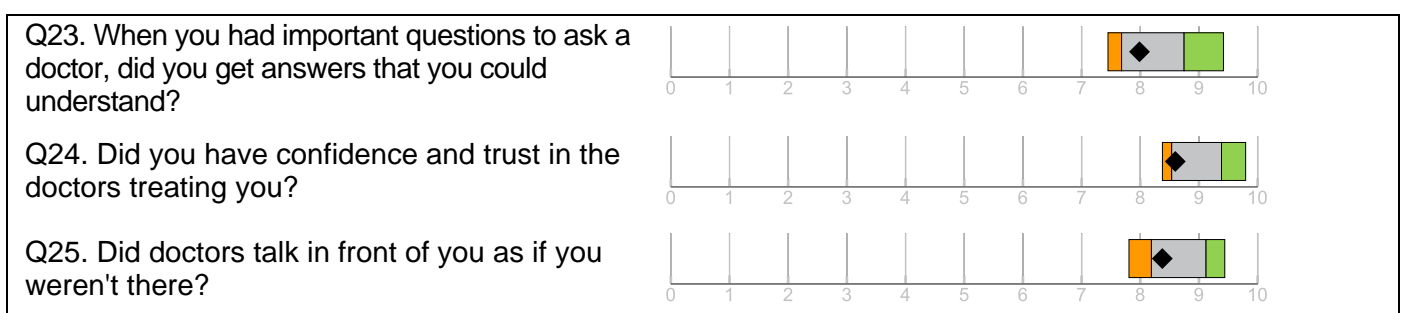 Q23. When you had important questions to ask a
doctor, did you get answers that you could
understand?
0 1 2 3 4 5 6 7 8 9 10
Q24. Did you have confidence and trust in the
doctors treating you?
0 1 2 3 4 5 6 7 8 9 10
Q25. Did doctors talk in front of you as if you
weren't there?
0 1 2 3 4 5 6 7 8 9 10